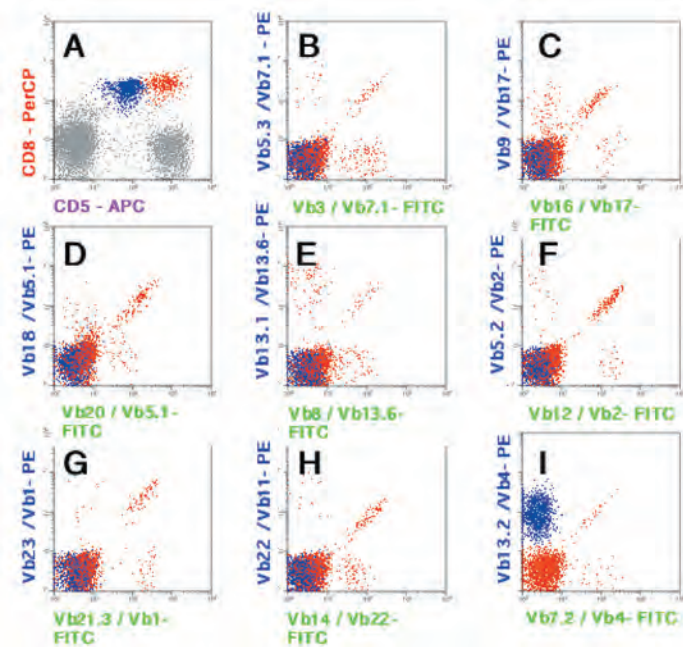 A
CD8 - PerCP
CD5 - APC
B
Vb5.3 /Vb7.1 - PE
Vb3 / Vb7.1- FITC
C
Vb9 /Vb17- PE
Vb16 / Vb17-
FITC
D
Vb18 /Vb5.1- PE
Vb20 / Vb5.1-
FITC
E
Vb13.1 /Vb13.6- PE
Vb8 / Vb13.6-
FITC
F
Vb5.2 /Vb2- PE
Vb12 / Vb2- FITC
G
Vb23 /Vb1- PE
Vb21.3 / Vb1-
FITC
H
Vb22 /Vb11- PE
Vb14 / Vb22-
FITC
I
Vb13.2 /Vb4- PE
Vb7.2 / Vb4- FITC